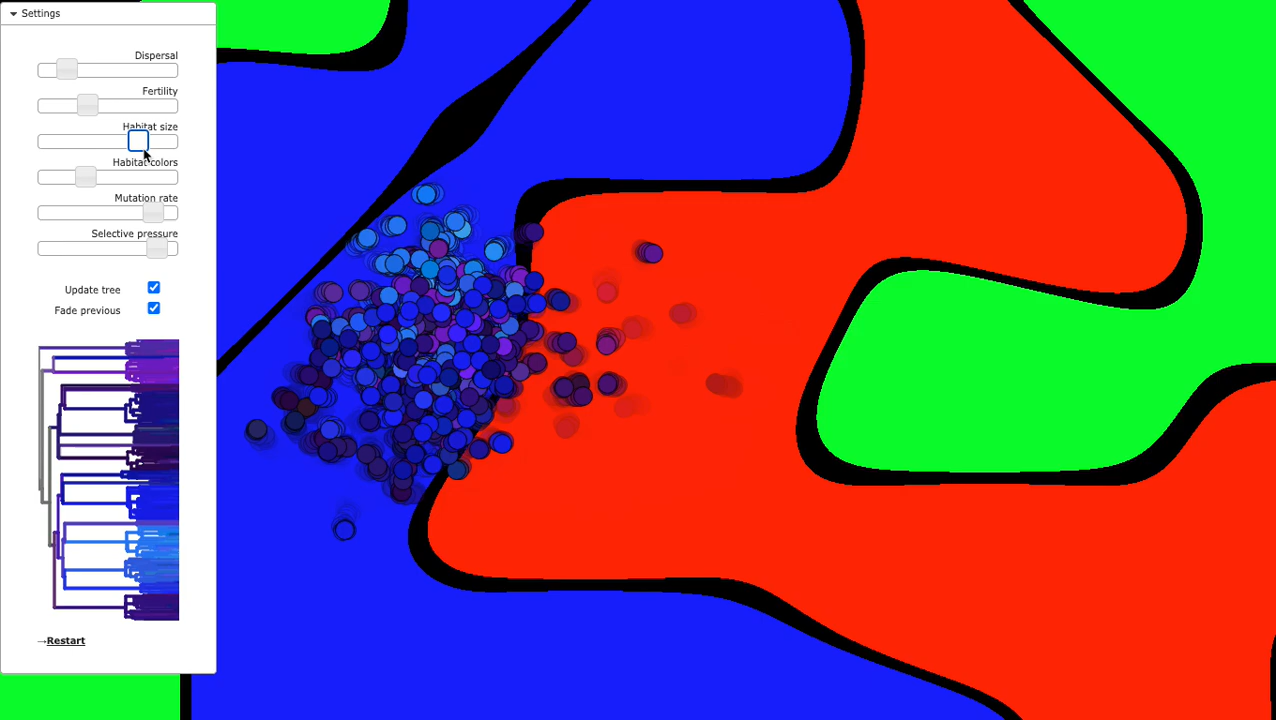 Settings
Dispersal
Fertility
Habitat size
Habitat colors
Mutation rate
Selective pressure
Update tree
Fade previous
→Restart